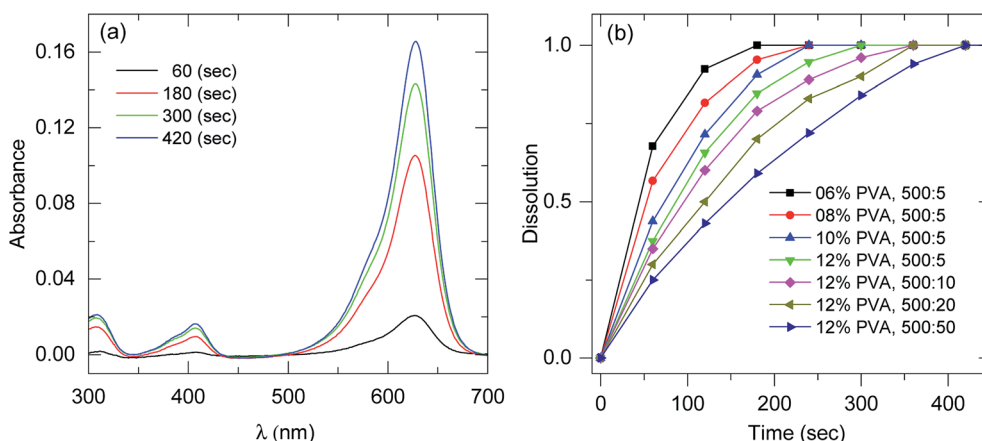 (a)
60 (sec)
180 (sec)
300 (sec)
420 (sec)
0.16
0.12
0.08
0.04
0.00
Absorbance
300
400
500
600
700
λ (nm)
(b)
1.0
0.5
0.0
Dissolution
06% PVA, 500:5
08% PVA, 500:5
10% PVA, 500:5
12% PVA, 500:5
12% PVA, 500:10
12% PVA, 500:20
12% PVA, 500:50
0
100
200
300
400
Time (sec)